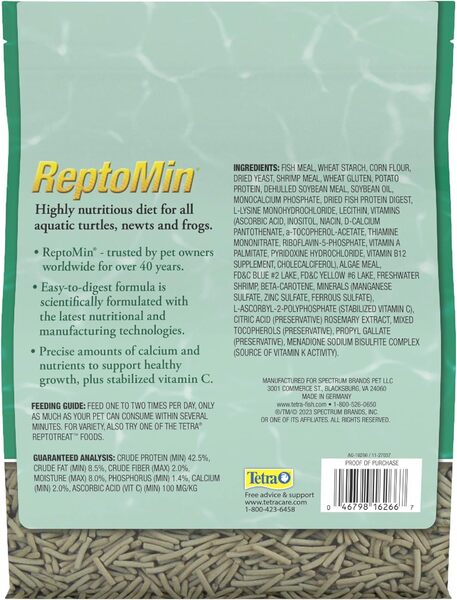 ReptoMin®
Highly nutritious diet for all
aquatic turtles, newts and frogs.
• ReptoMin® - trusted by pet owners
worldwide for over 40 years.
• Easy-to-digest formula is
scientifically formulated with
the latest nutritional and
manufacturing technologies.
• Precise amounts of calcium and
nutrients to support healthy
growth, plus stabilized vitamin C.
FEEDING GUIDE: FEED ONE TO TWO TIMES PER DAY, ONLY
AS MUCH AS YOUR PET CAN CONSUME WITHIN SEVERAL
MINUTES. FOR VARIETY, ALSO TRY ONE OF THE TETRA®
REPTOTREAT™ FOODS.
GUARANTEED ANALYSIS: CRUDE PROTEIN (MIN) 42.5%,
CRUDE FAT (MIN) 8.5%, CRUDE FIBER (MAX) 2.0%,
MOISTURE (MAX) 8.0%, PHOSPHORUS (MIN) 1.4%, CALCIUM
(MIN) 2.0%, ASCORBIC ACID (VIT C) (MIN) 100 MG/KG
INGREDIENTS: FISH MEAL, WHEAT STARCH, CORN FLOUR,
DRIED YEAST, SHRIMP MEAL, WHEAT GLUTEN, POTATO
PROTEIN, DEHULLED SOYBEAN MEAL, SOYBEAN OIL,
MONOCALCIUM PHOSPHATE, DRIED FISH PROTEIN DIGEST,
L-LYSINE MONOHYDROCHLORIDE, LECITHIN, VITAMINS
(ASCORBIC ACID, INOSITOL, NIACIN, D-CALCIUM
PANTOTHENATE, a-TOCOPHEROL-ACETATE, THIAMINE
MONONITRATE, RIBOFLAVIN-5-PHOSPHATE, VITAMIN A
PALMITATE, PYRIDOXINE HYDROCHLORIDE, VITAMIN B12
SUPPLEMENT, CHOLECALCIFEROL), ALGAE MEAL,
FD&C BLUE #2 LAKE, FD&C YELLOW #6 LAKE, FRESHWATER
SHRIMP, BETA-CAROTENE, MINERALS (MANGANESE
SULFATE, ZINC SULFATE, FERROUS SULFATE),
L-ASCORBYL-2-POLYPHOSPHATE (STABILIZED VITAMIN C),
CITRIC ACID (PRESERVATIVE) ROSEMARY EXTRACT, MIXED
TOCOPHEROLS (PRESERVATIVE), PROPYL GALLATE
(PRESERVATIVE), MENADIONE SODIUM BISULFITE COMPLEX
(SOURCE OF VITAMIN K ACTIVITY).
MANUFACTURED FOR SPECTRUM BRANDS PET LLC
3001 COMMERCE ST., BLACKSBURG, VA 24060
MADE IN GERMANY
www.tetra-fish.com • 1-800-526-0650
®/TM/© 2023 SPECTRUM BRANDS, INC.
OR ONE OF ITS AFFILIATES. ALL RIGHTS RESERVED.
Tetra
Free advice & support
www.tetracare.com
1-800-423-6458
AG-16266 / 11-27057
PROOF OF PURCHASE
0 46798 16266 7